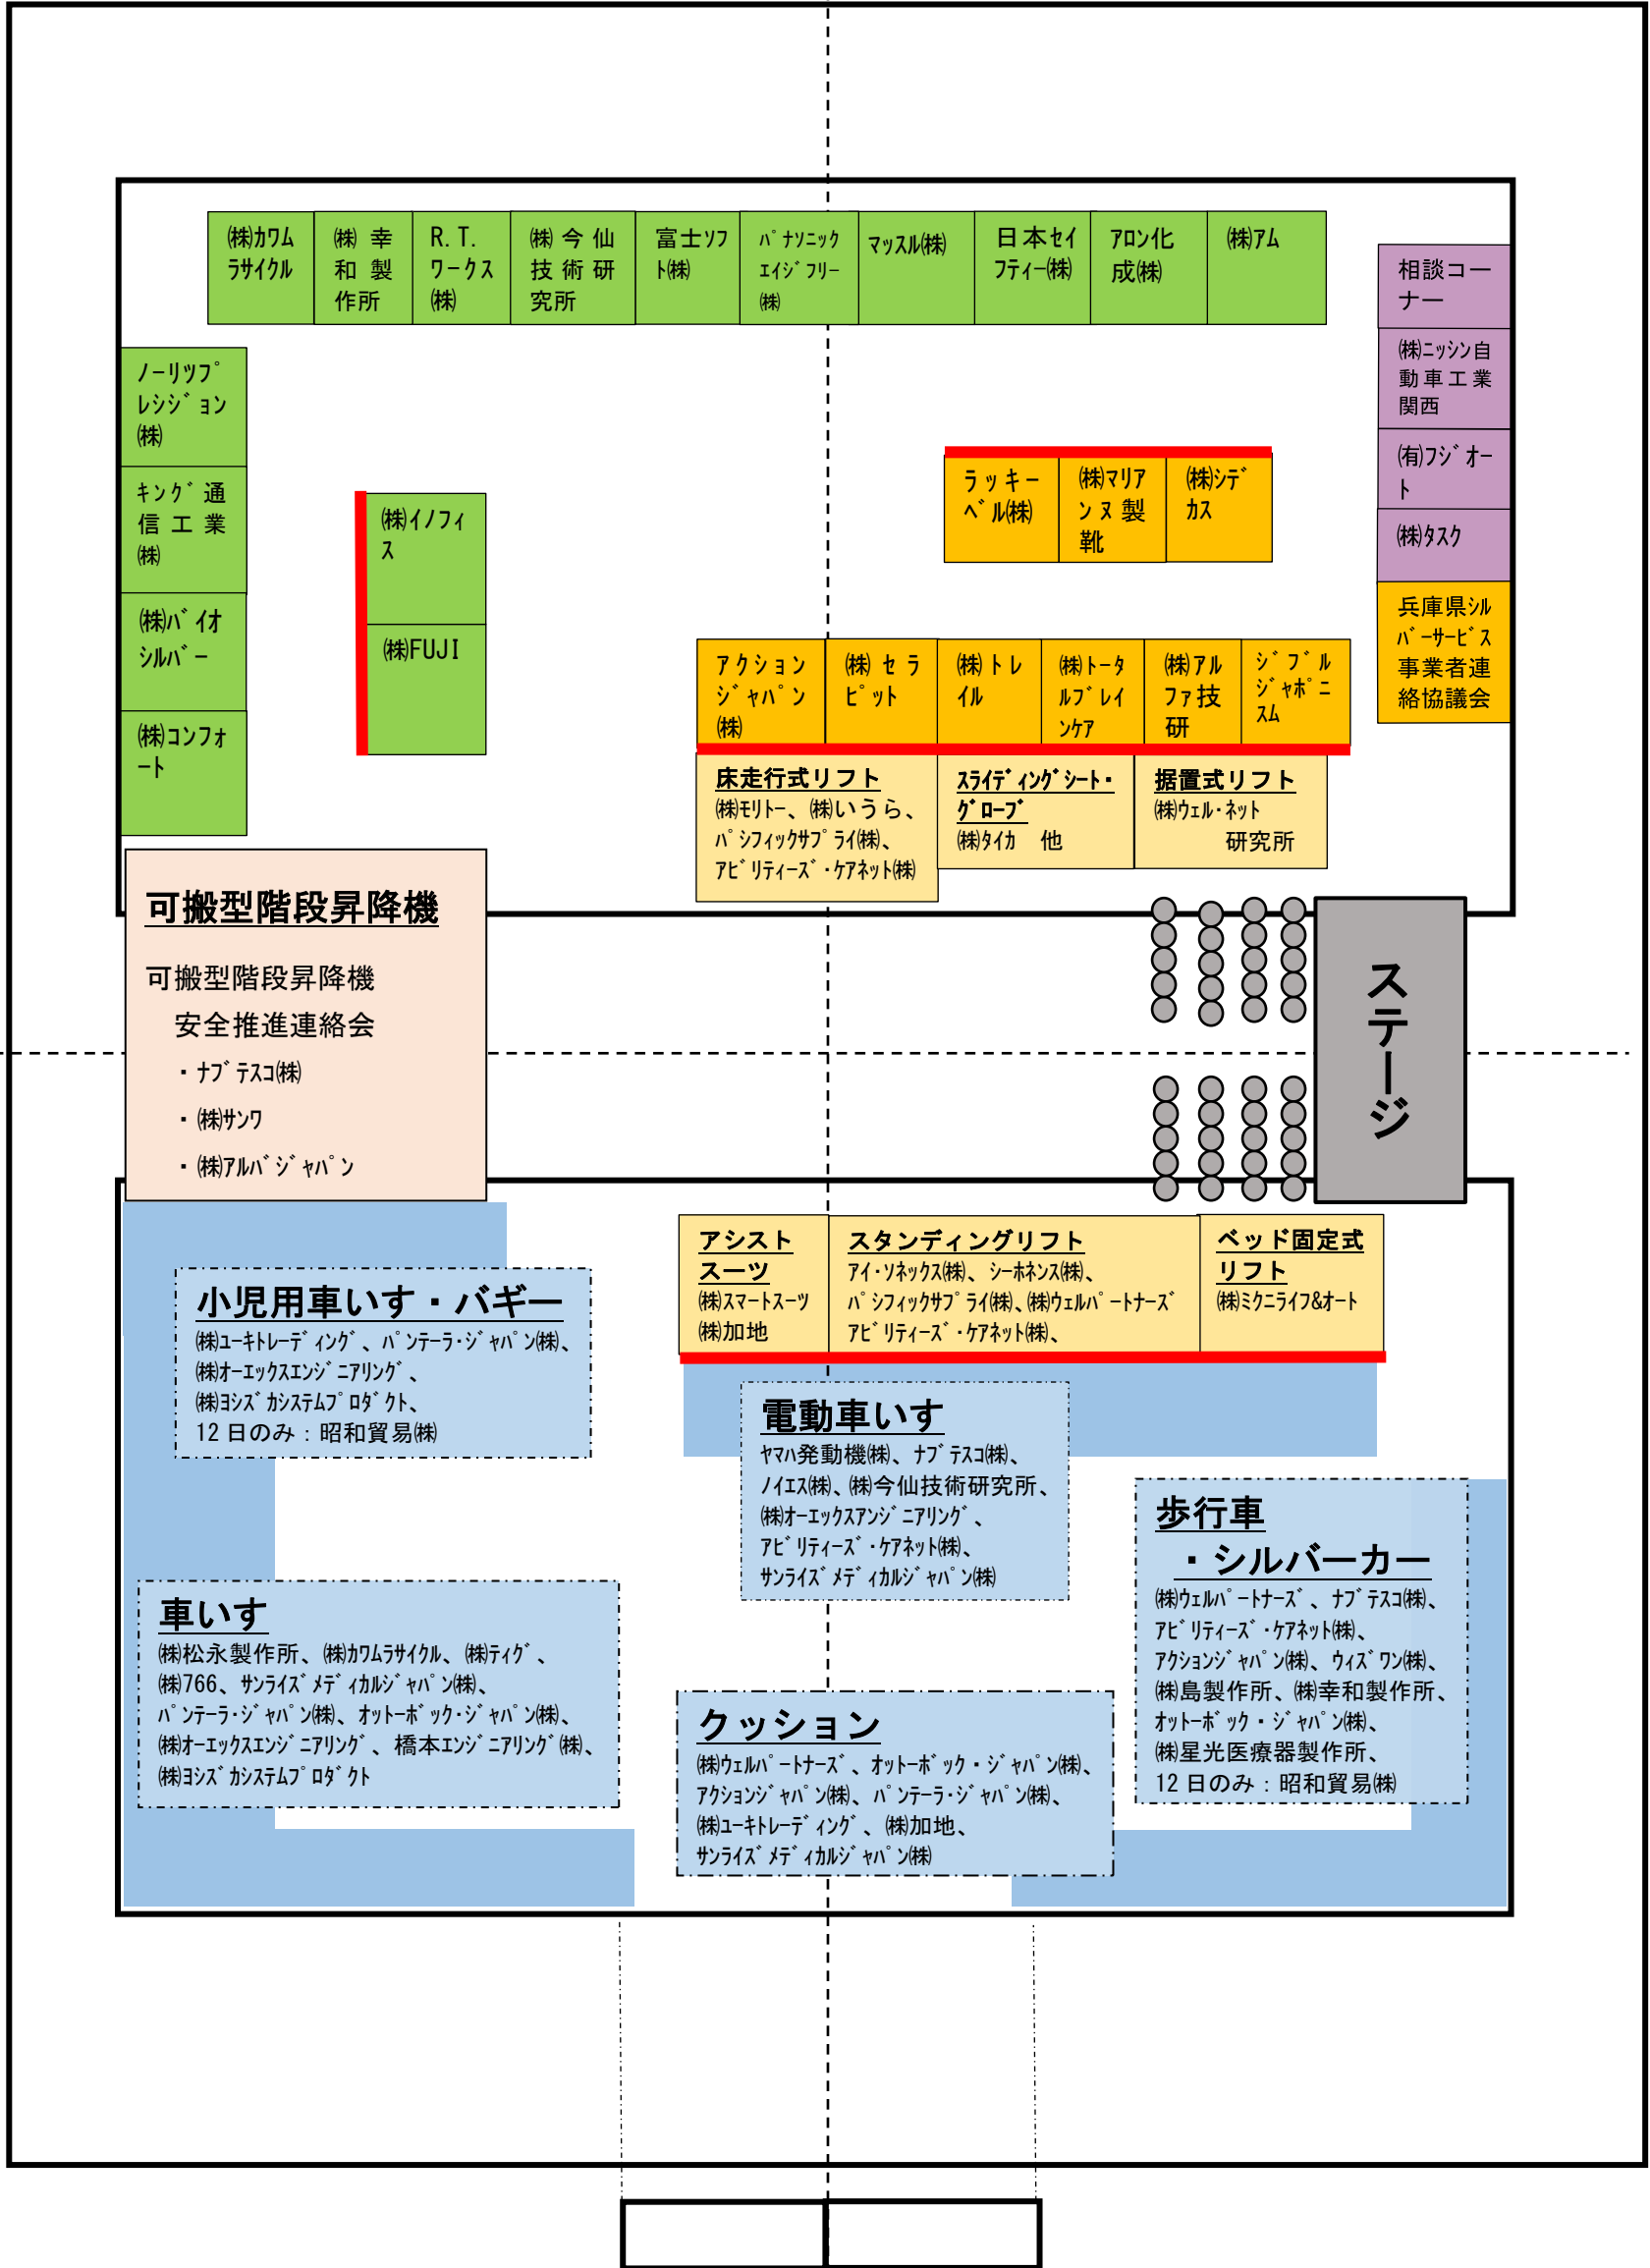 ㈱カワム
ラサイクル
㈱ 幸
和 製
作所
R.T.
ワークス
㈱
㈱ 今 仙
技 術 研
究所
富士ソフ
ト㈱
パナソニック
エイジフリー
㈱
マッスル㈱
日本セイ
フティー㈱
アロン化
成㈱
㈱アム
相談コー
ナー
㈱ニッシン自
動 車 工 業
関西
㈲フジオー
ト
㈱タスク
兵庫県シル
バーサービス
事業者連
絡協議会
ノーリツプ
レシジョン
㈱
キング通
信 工 業
㈱
㈱バイオ
シルバー
㈱コンフォ
ート
㈱イノフィ
ス
㈱FUJI
ラッキー
ベル㈱
㈱マリア
ンヌ製
靴
㈱シデ
カス
アクション
ジャパン
㈱
㈱ セ ラ
ピット
㈱トレ
イル
㈱トータ
ルブレイ
ンケア
㈱アル
ファ技
研
ジブル
ジャポニ
スム
床走行式リフト
㈱モリトー、㈱いうら、
パシフィックサプライ㈱、
アビリティーズ・ケアネット㈱
スライディングシート・
グローブ
㈱タイカ 他
据置式リフト
㈱ウェル・ネット
研究所
可搬型階段昇降機
可搬型階段昇降機
安全推進連絡会
・ナブテスコ㈱
・㈱サンワ
・㈱アルバジャパン
ステージ
アシスト
スーツ
㈱スマートスーツ
㈱加地
スタンディングリフト
アイ・ソネックス㈱、シーホネンス㈱、
パシフィックサプライ㈱、㈱ウェルパートナーズ
アビリティーズ・ケアネット㈱、
ベッド固定式
リフト
㈱ミクニライフ&オート
小児用車いす・バギー
㈱ユーキトレーディング、パンテーラ・ジャパン㈱、
㈱オーエックスエンジニアリング、
㈱ヨシズカシステムプロダクト、
12 日のみ：昭和貿易㈱
電動車いす
ヤマハ発動機㈱、ナブテスコ㈱、
ノイエス㈱、㈱今仙技術研究所、
㈱オーエックスアンジニアリング、
アビリティーズ・ケアネット㈱、
サンライズメディカルジャパン㈱
歩行車
・シルバーカー
㈱ウェルパートナーズ、ナブテスコ㈱、
アビリティーズ・ケアネット㈱、
アクションジャパン㈱、ウィズワン㈱、
㈱島製作所、㈱幸和製作所、
オットーボック・ジャパン㈱、
㈱星光医療器製作所、
12 日のみ：昭和貿易㈱
車いす
㈱松永製作所、㈱カワムラサイクル、㈱ティグ、
㈱766、サンライズメディカルジャパン㈱、
パンテーラ・ジャパン㈱、オットーボック・ジャパン㈱、
㈱オーエックスエンジニアリング、橋本エンジニアリング㈱、
㈱ヨシズカシステムプロダクト
クッション
㈱ウェルパートナーズ、オットーボック・ジャパン㈱、
アクションジャパン㈱、パンテーラ・ジャパン㈱、
㈱ユーキトレーディング、㈱加地、
サンライズメディカルジャパン㈱